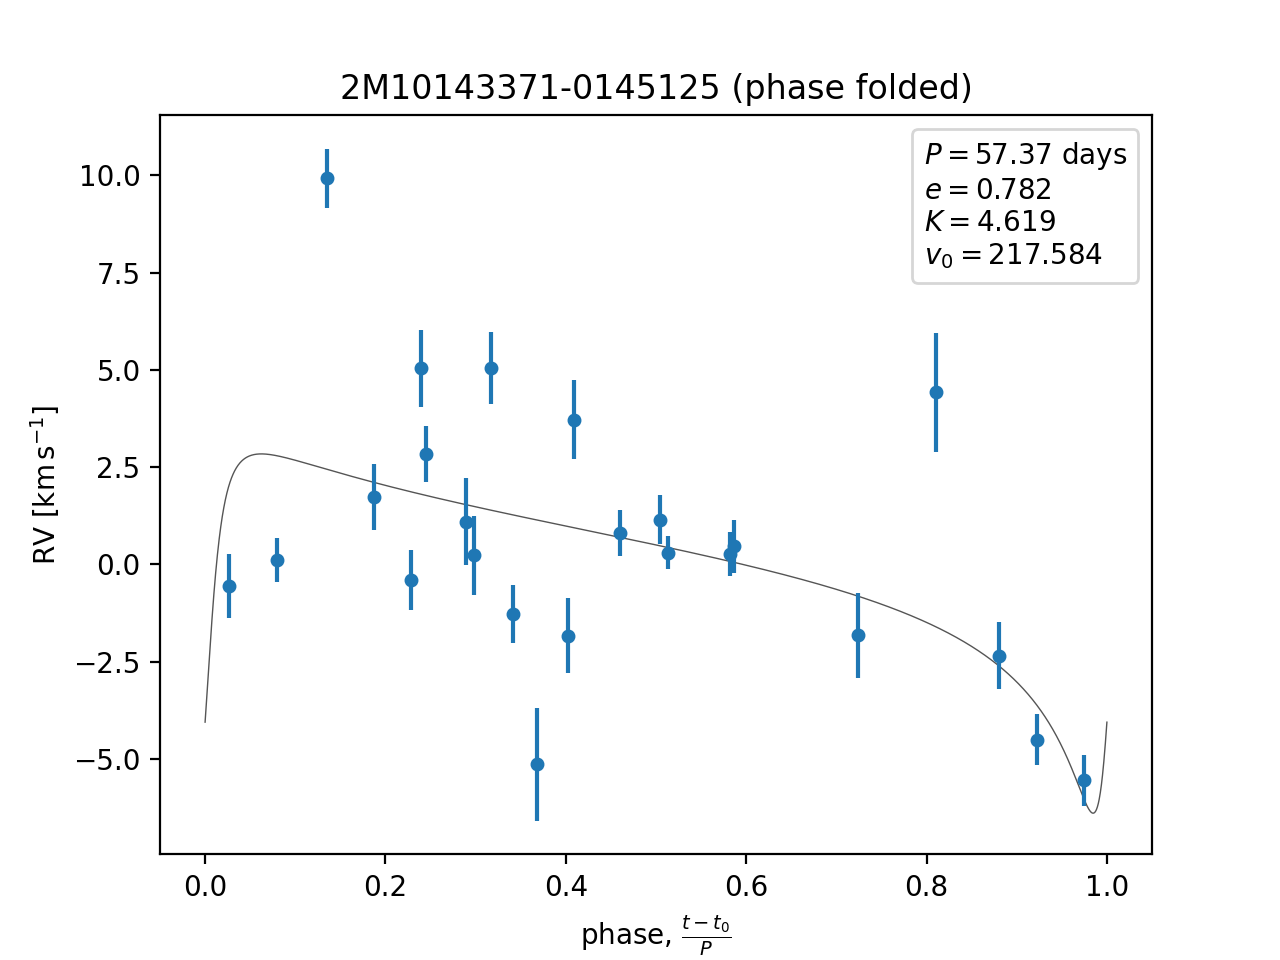 2M10143371-0145125 (phase folded)
P = 57.37 days
e = 0.782
K = 4.619
v₀ = 217.584
10.0
7.5
5.0
2.5
0.0
−2.5
−5.0
RV [km s⁻¹]
0.0 0.2 0.4 0.6 0.8 1.0
phase, (t − t₀)/P